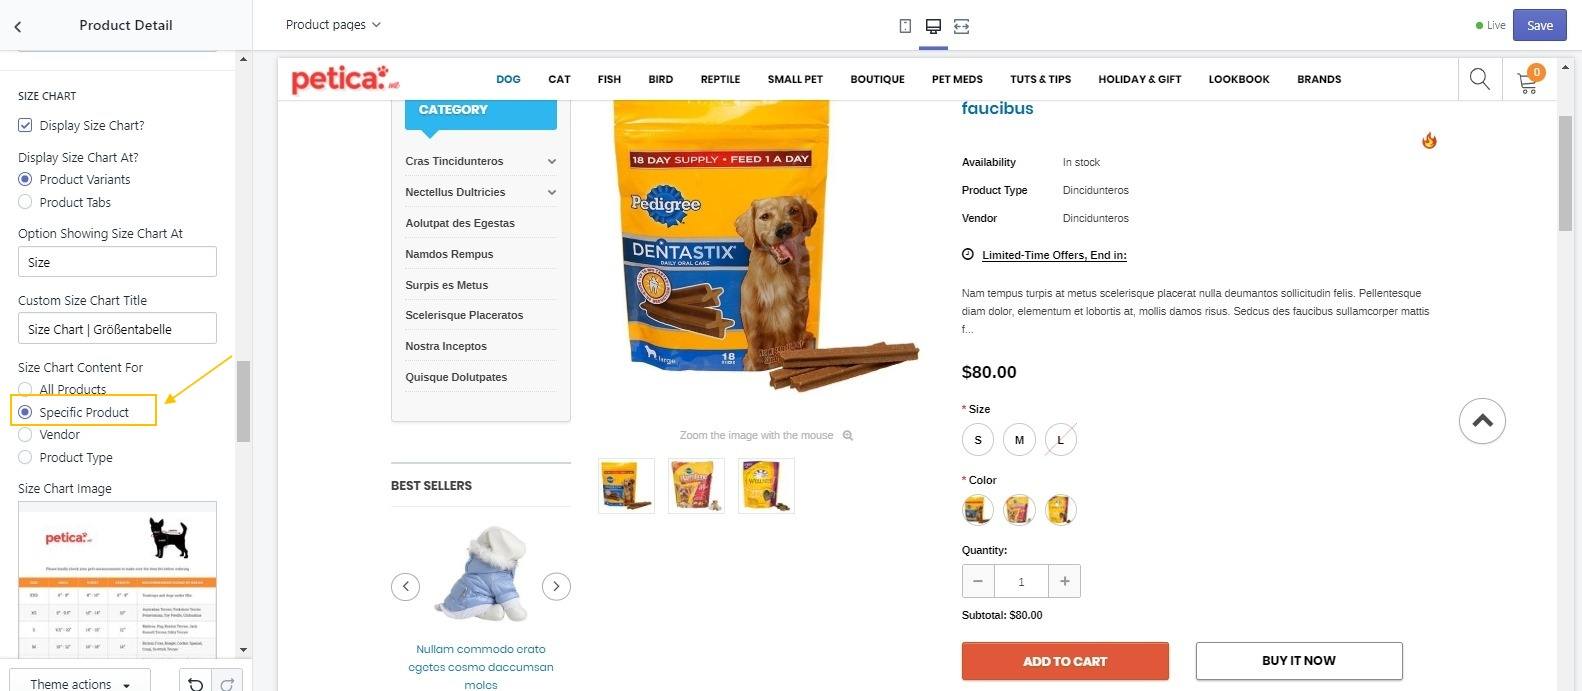 Product Detail
Product pages
Live
Save
SIZE CHART
Display Size Chart?
Display Size Chart At?
Product Variants
Product Tabs
Option Showing Size Chart At
Size
Custom Size Chart Title
Size Chart | Größentabelle
Size Chart Content For
All Products
Specific Product
Vendor
Product Type
Size Chart Image
petica.
Theme actions
petica.
DOG CAT FISH BIRD REPTILE SMALL PET BOUTIQUE PET MEDS TUTS & TIPS HOLIDAY & GIFT LOOKBOOK BRANDS
0
CATEGORY
Cras Tincidunteros
Nectellus Dultricies
Aolutpat des Egestas
Namdos Rempus
Surpis es Metus
Scelerisque Placeratos
Nostra Inceptos
Quisque Dolutpates
BEST SELLERS
Nullam commodo erato
egetos cosmo daccumsan
moles
18 DAY SUPPLY • FEED 1 A DAY
Pedigree
DENTASTIX
DAILY ORAL CARE
large
18
Zoom the image with the mouse
faucibus
Availability In stock
Product Type Dincidunteros
Vendor Dincidunteros
Limited-Time Offers, End in:
Nam tempus turpis at metus scelerisque placerat nulla deumantos sollicitudin felis. Pellentesque
diam dolor, elementum et lobortis at, mollis damos risus. Sedcus des faucibus sullamcorper mattis
f...
$80.00
* Size
S M L
* Color
Quantity:
− 1 +
Subtotal: $80.00
ADD TO CART
BUY IT NOW